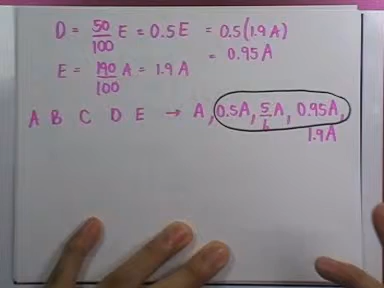 D = 50/100 E = 0.5E = 0.5(1.9A)
= 0.95A
E = 190/100 A = 1.9A
A B C D E → A, 0.5A, 5/6 A, 0.95A,
1.9A